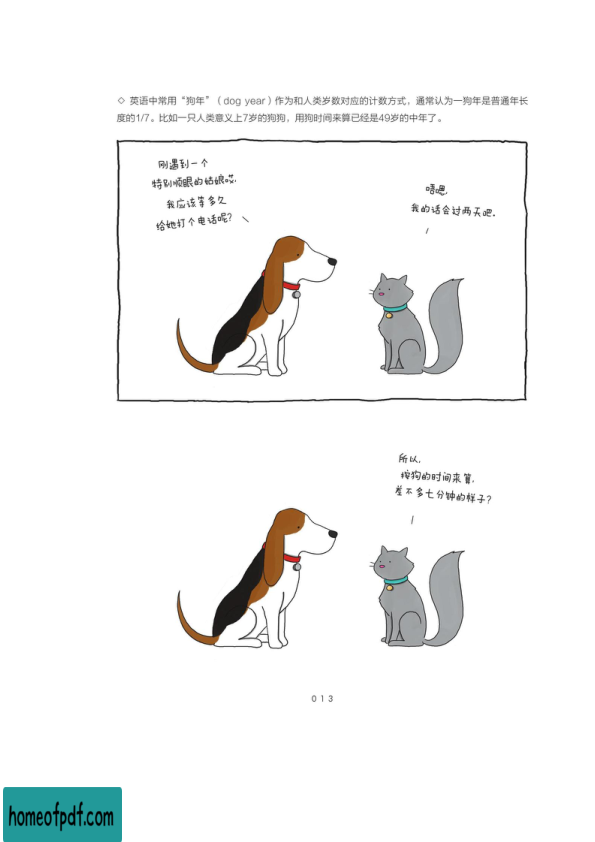 ◇ 英语中常用“狗年”（dog year）作为和人类岁数对应的计数方式，通常认为一狗年是普通年长
度的1/7。比如一只人类意义上7岁的狗狗，用狗时间来算已经是49岁的中年了。
刚遇到一个
特别顺眼的姑娘哎，
我应该等多久
给她打个电话呢？
唔嗯，
我的话会过两天吧．
所以，
按狗的时间来算，
差不多七分钟的样子？
013
homeofpdf.com